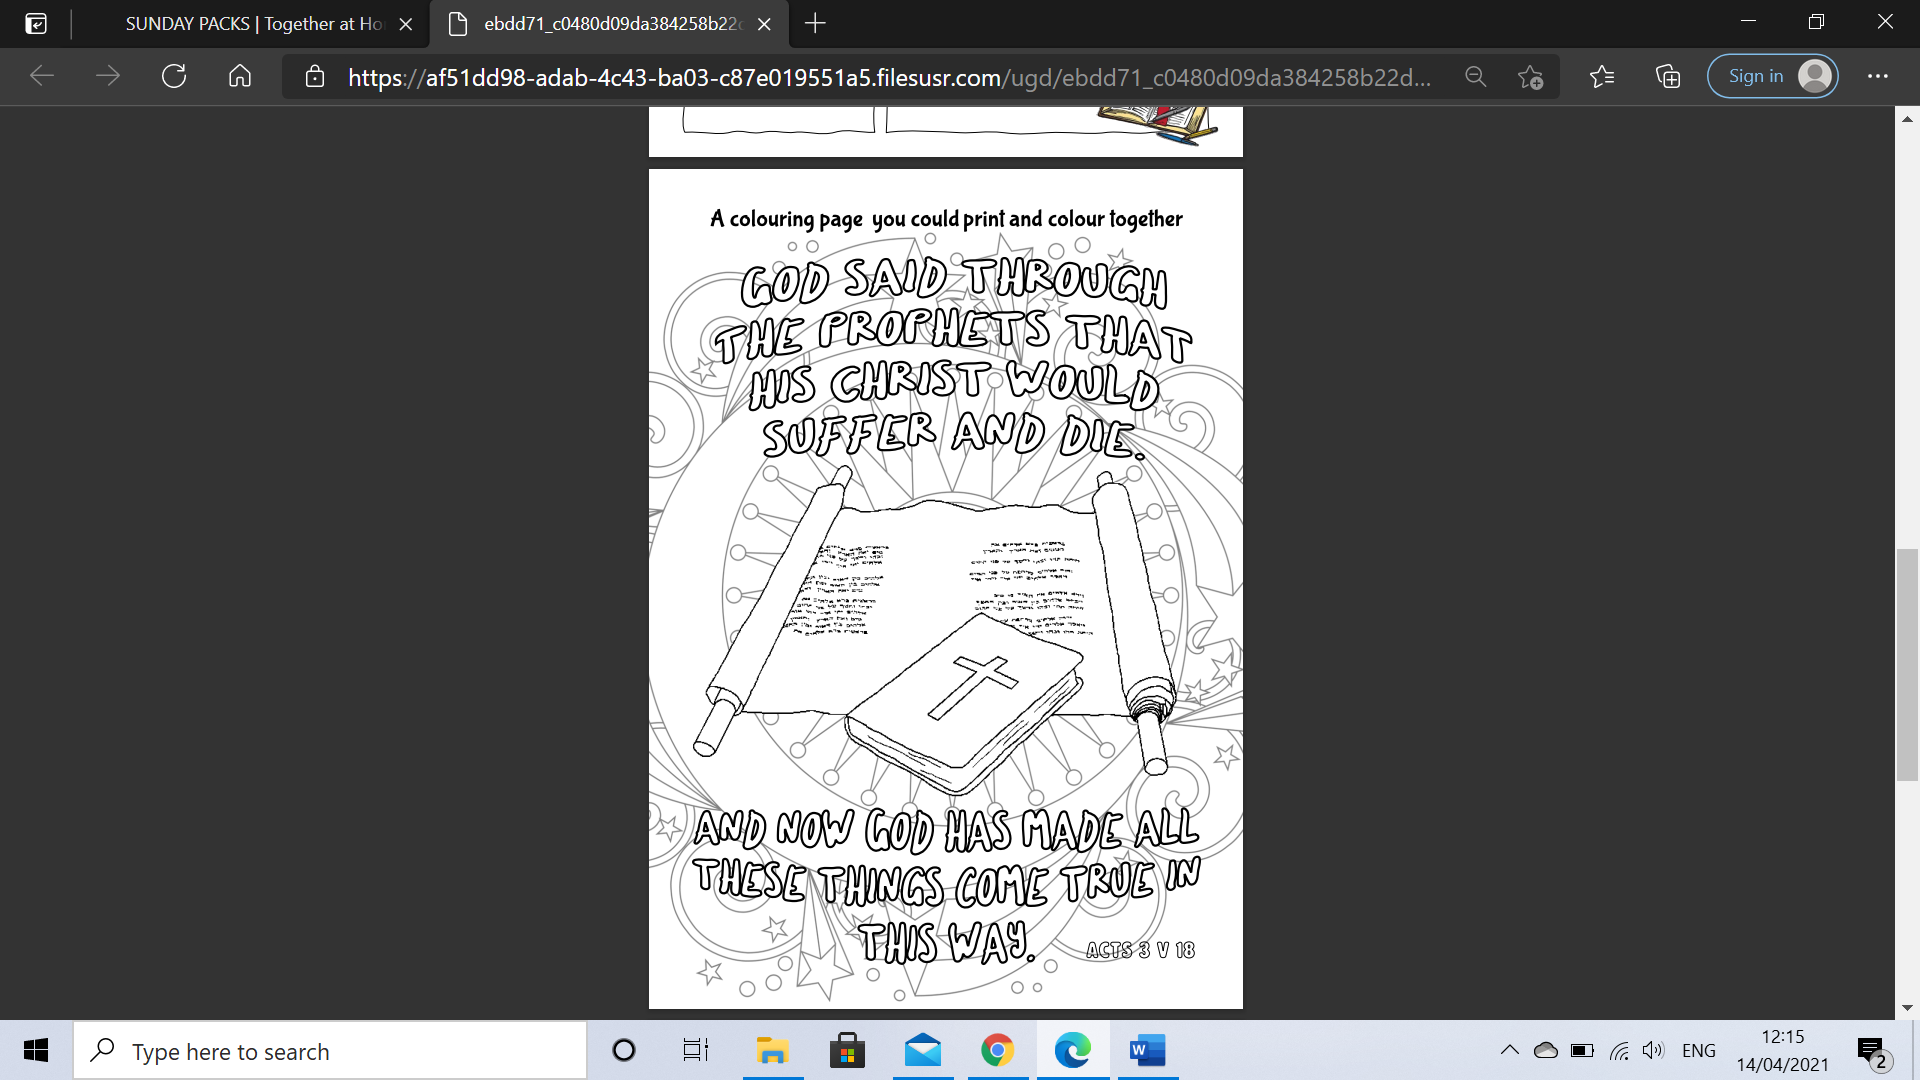 SUNDAY PACKS | Together at Ho
ebdd71_c0480d09da384258b22
https://af51dd98-adab-4c43-ba03-c87e019551a5.filesusr.com/ugd/ebdd71_c0480d09da384258b22d...
Sign in
A colouring page you could print and colour together
GOD SAID THROUGH
THE PROPHETS THAT
HIS CHRIST WOULD
SUFFER AND DIE.
AND NOW GOD HAS MADE ALL
THESE THINGS COME TRUE IN
THIS WAY.
ACTS 3 V 18
Type here to search
ENG
12:15
14/04/2021
2